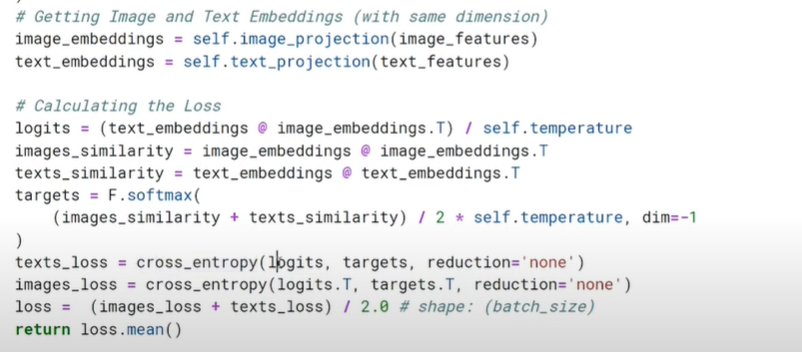 # Getting Image and Text Embeddings (with same dimension)
image_embeddings = self.image_projection(image_features)
text_embeddings = self.text_projection(text_features)
# Calculating the Loss
logits = (text_embeddings @ image_embeddings.T) / self.temperature
images_similarity = image_embeddings @ image_embeddings.T
texts_similarity = text_embeddings @ text_embeddings.T
targets = F.softmax(
(images_similarity + texts_similarity) / 2 * self.temperature, dim=-1
)
texts_loss = cross_entropy(logits, targets, reduction='none')
images_loss = cross_entropy(logits.T, targets.T, reduction='none')
loss =  (images_loss + texts_loss) / 2.0 # shape: (batch_size)
return loss.mean()